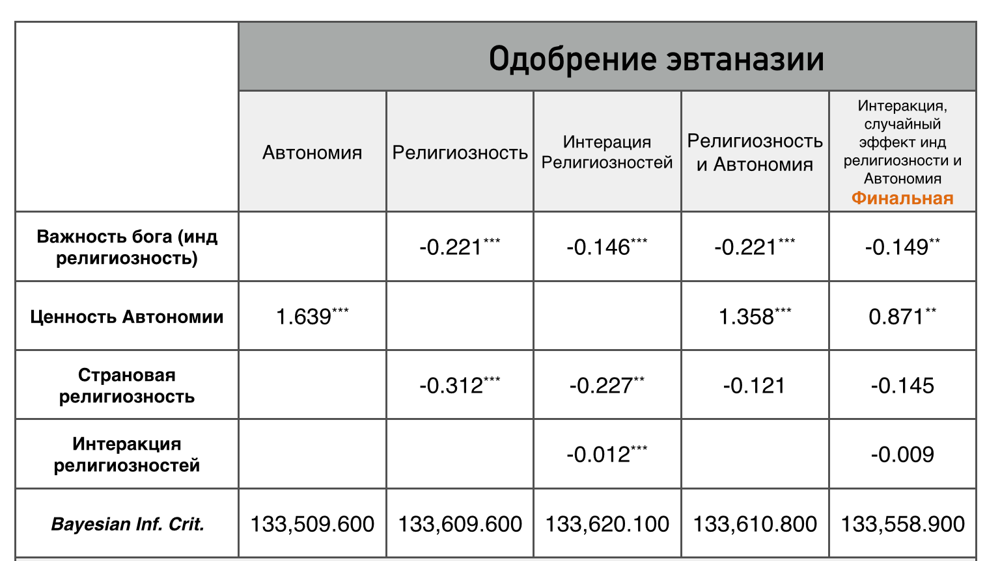 Одобрение эвтаназии
Автономия
Религиозность
Интерация
Религиозностей
Религиозность
и Автономия
Интеракция,
случайный
эффект инд
религиозности и
Автономия
Финальная
Важность бога (инд
религиозность)
-0.221***
-0.146***
-0.221***
-0.149**
Ценность Автономии
1.639***
1.358***
0.871**
Страновая
религиозность
-0.312***
-0.227**
-0.121
-0.145
Интеракция
религиозностей
-0.012***
-0.009
Bayesian Inf. Crit.
133,509.600
133,609.600
133,620.100
133,610.800
133,558.900